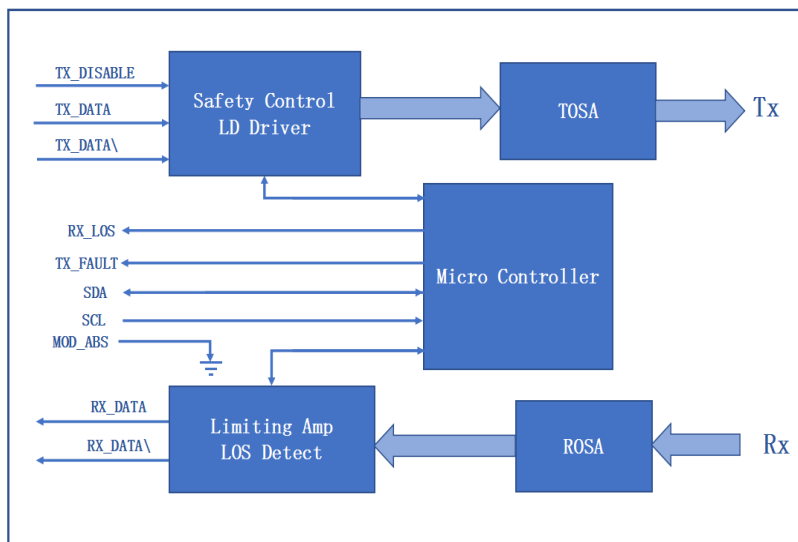 TX_DISABLE
TX_DATA
TX_DATA\
Safety Control
LD Driver
TOSA
Tx
RX_LOS
TX_FAULT
SDA
SCL
MOD_ABS
Micro Controller
RX_DATA
RX_DATA\
Limiting Amp
LOS Detect
ROSA
Rx